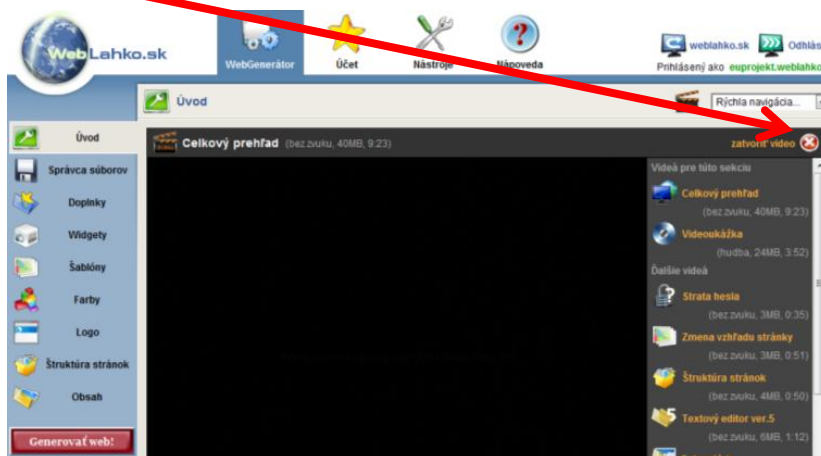 WebLahko.sk
WebGenerátor
Účet
Nástroje
Nápoveda
weblahko.sk
Odhlás
Prihlásený ako euprojekt.weblahko
Úvod
Rýchla navigácia...
Úvod
Správca súborov
Doplnky
Widgety
Šablóny
Farby
Logo
Štruktúra stránok
Obsah
Generovať web!
Celkový prehľad (bez zvuku, 40MB, 9:23)
zatvoriť video
Videá pre túto sekciu
Celkový prehľad
(bez zvuku, 40MB, 9:23)
Videoukážka
(hudba, 24MB, 3:52)
Ďalšie videá
Strata hesla
(bez zvuku, 3MB, 0:35)
Zmena vzhľadu stránky
(bez zvuku, 3MB, 0:51)
Štruktúra stránok
(bez zvuku, 4MB, 0:50)
Textový editor ver.5
(bez zvuku, 6MB, 1:12)